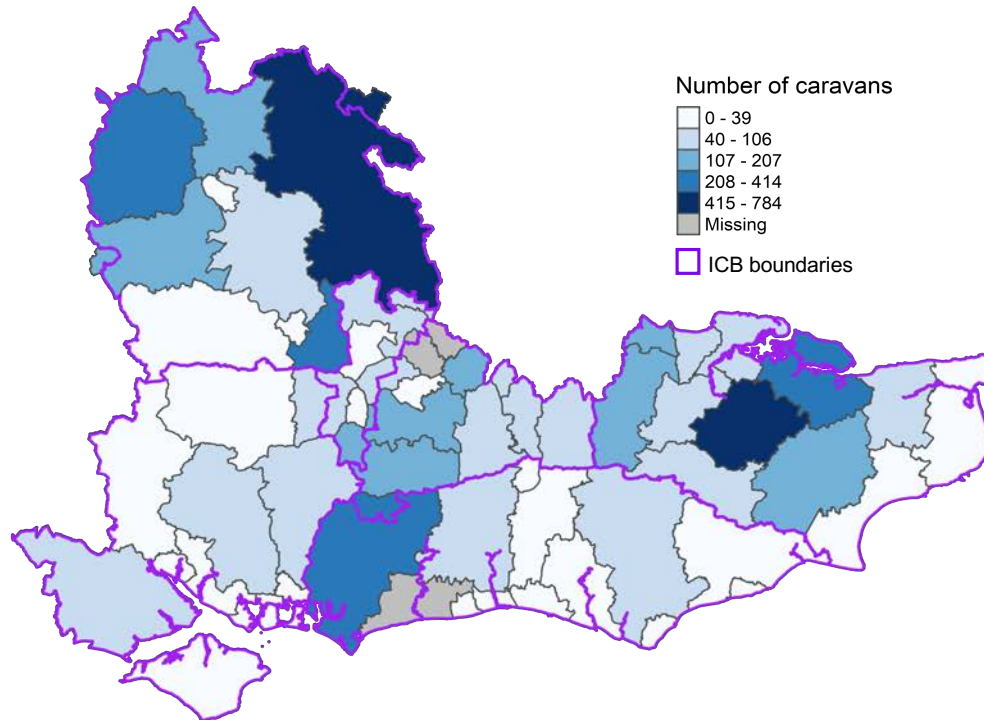 Number of caravans
0 - 39
40 - 106
107 - 207
208 - 414
415 - 784
Missing
ICB boundaries